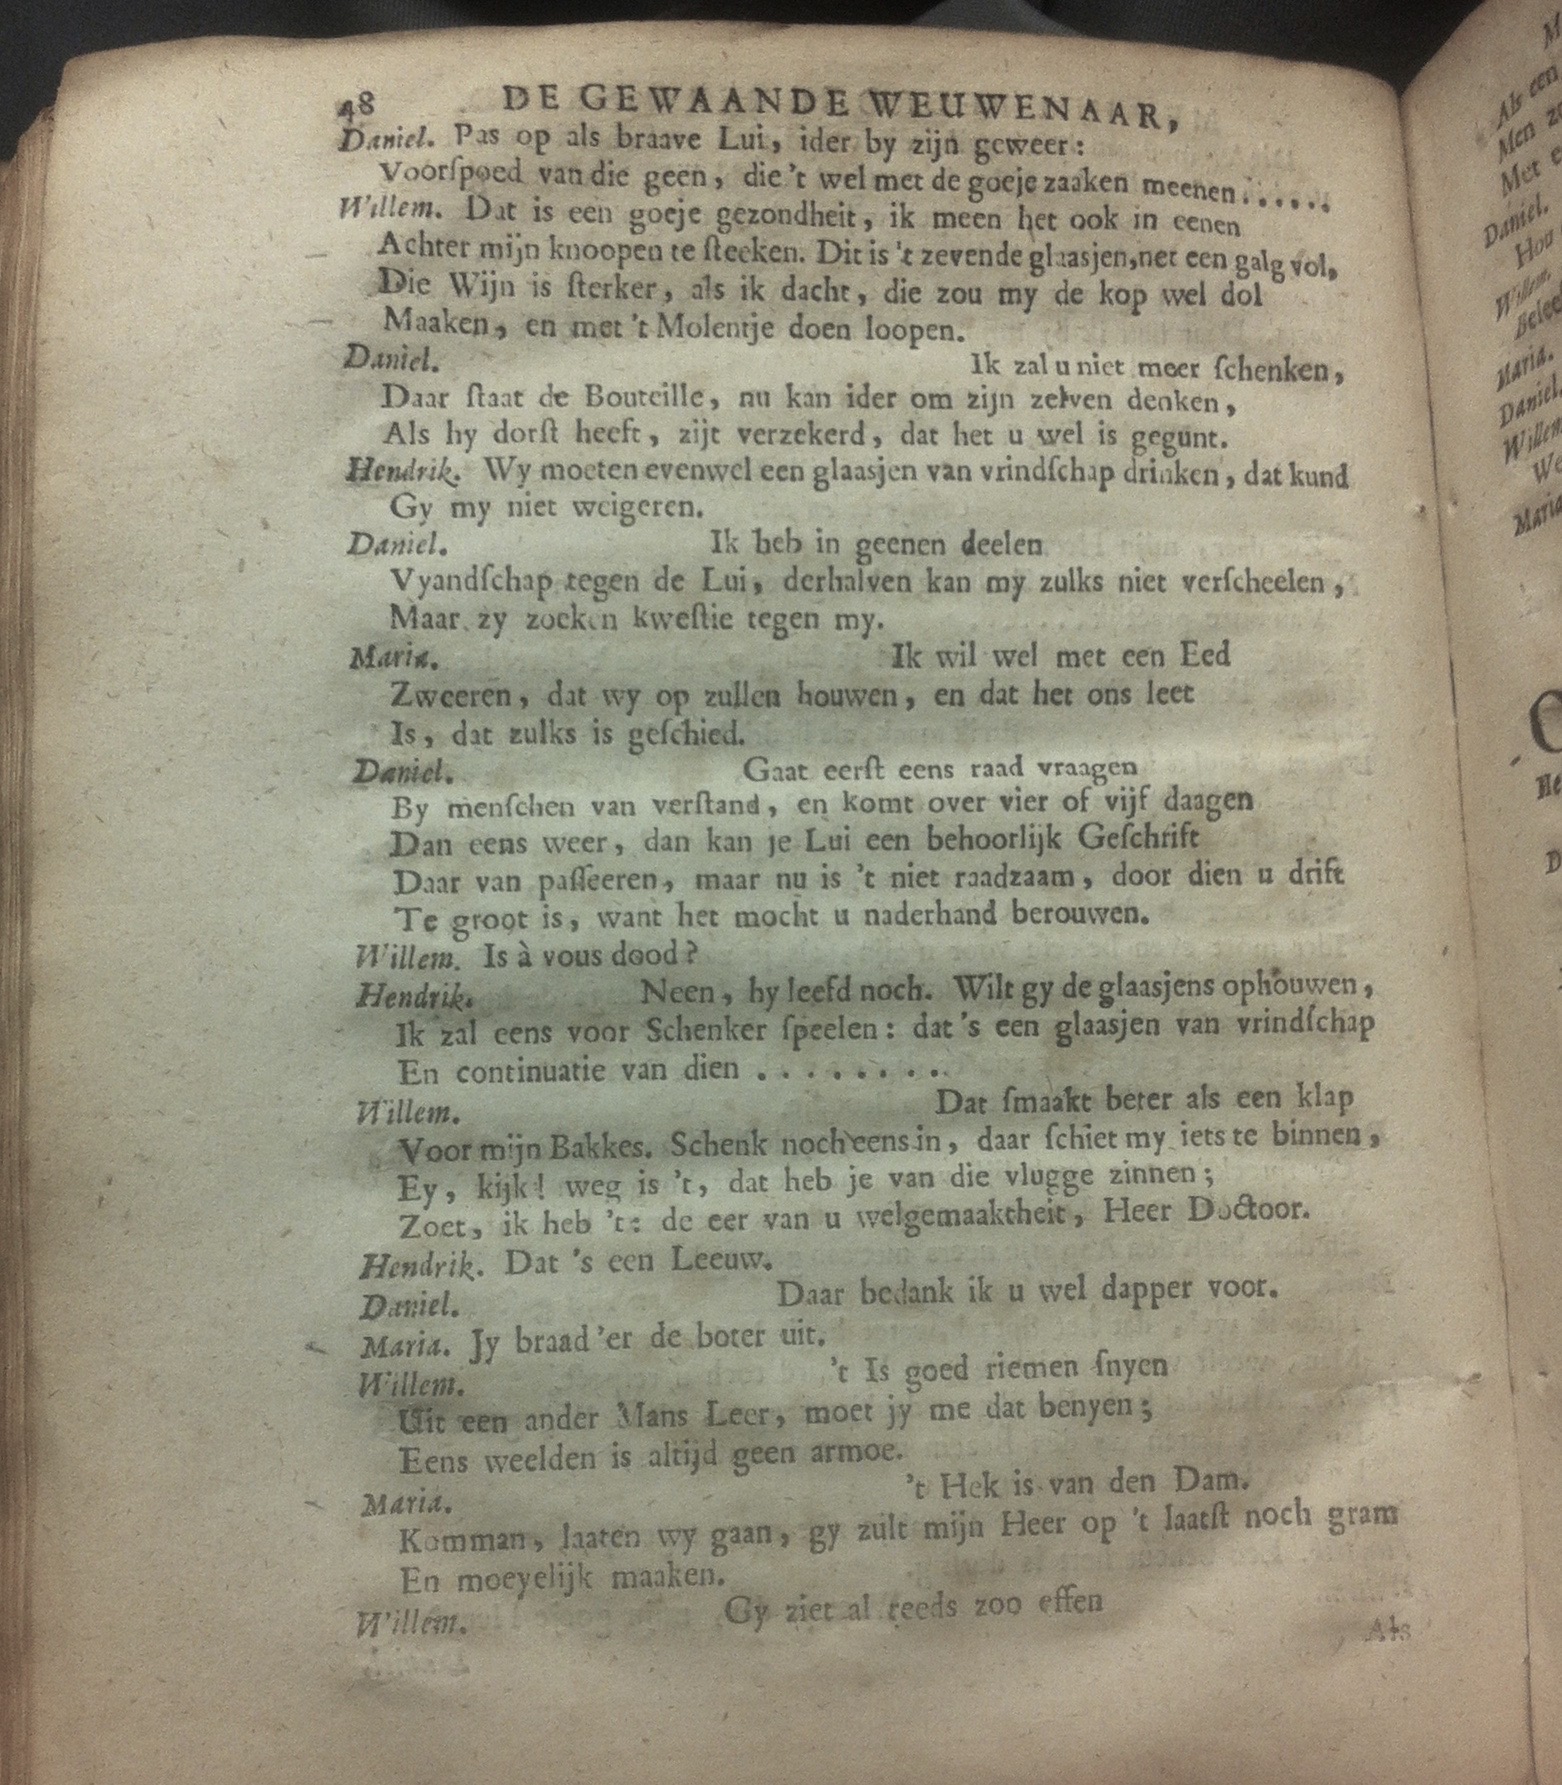 48 DE GEWAANDE WEUWENAAR,
Daniel. Pas op als braave Lui, ider by zijn geweer:
Voorſpoed van die geen, die 't wel met de goeje zaaken meenen . . . . . .
Willem. Dat is een goeje gezondheit, ik meen het ook in eenen
Achter mijn knoopen te ſteeken. Dit is 't zevende glaasjen, net een galg vol,
Die Wijn is ſterker, als ik dacht, die zou my de kop wel dol
Maaken, en met 't Molentje doen loopen.
Daniel. Ik zal u niet meer ſchenken,
Daar ſtaat de Bouteille, nu kan ider om zijn zelven denken,
Als hy dorſt heeft, zijt verzekerd, dat het u wel is gegunt.
Hendrik. Wy moeten evenwel een glaasjen van vrindſchap drinken, dat kund
Gy my niet weigeren.
Daniel. Ik heb in geenen deelen
Vyandſchap tegen de Lui, derhalven kan my zulks niet verſcheelen,
Maar zy zoeken kweſtie tegen my.
Maria. Ik wil wel met een Eed
Zweeren, dat wy op zullen houwen, en dat het ons leet
Is, dat zulks is geſchied.
Daniel. Gaat eerſt eens raad vraagen
By menſchen van verſtand, en komt over vier of vijf daagen
Dan eens weer, dan kan je Lui een behoorlijk Geſchrift
Daar van paſſeeren, maar nu is 't niet raadzaam, door dien u drift
Te groot is, want het mocht u naderhand berouwen.
Willem. Is à vous dood?
Hendrik. Neen, hy leefd noch. Wilt gy de glaasjens ophouwen,
Ik zal eens voor Schenker ſpeelen: dat 's een glaasjen van vrindſchap
En continuatie van dien . . . . . . . .
Willem. Dat ſmaakt beter als een klap
Voor mijn Bakkes. Schenk noch eens in, daar ſchiet my iets te binnen,
Ey, kijk! weg is 't, dat heb je van die vlugge zinnen;
Zoet, ik heb 't: de eer van u welgemaaktheit, Heer Doctoor.
Hendrik. Dat 's een Leeuw.
Daniel. Daar bedank ik u wel dapper voor.
Maria. Jy braad 'er de boter uit.
Willem. 't Is goed riemen ſnyen
Uit een ander Mans Leer, moet jy me dat benyen;
Eens weelden is altijd geen armoe.
Maria. 't Hek is van den Dam.
Komman, laaten wy gaan, gy zult mijn Heer op 't laatſt noch gram
En moeyelijk maaken.
Willem. Gy ziet al reeds zoo effen
Als
Als een
Men
Met
Daniel.
Hou
Willem.
Maria.
Daniel.
Willem
We
Maria